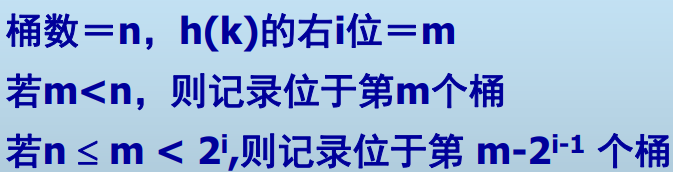 桶数＝n，h(k)的右i位＝m
若m<n，则记录位于第m个桶
若n ≤ m < 2ⁱ,则记录位于第 m-2ⁱ⁻¹ 个桶